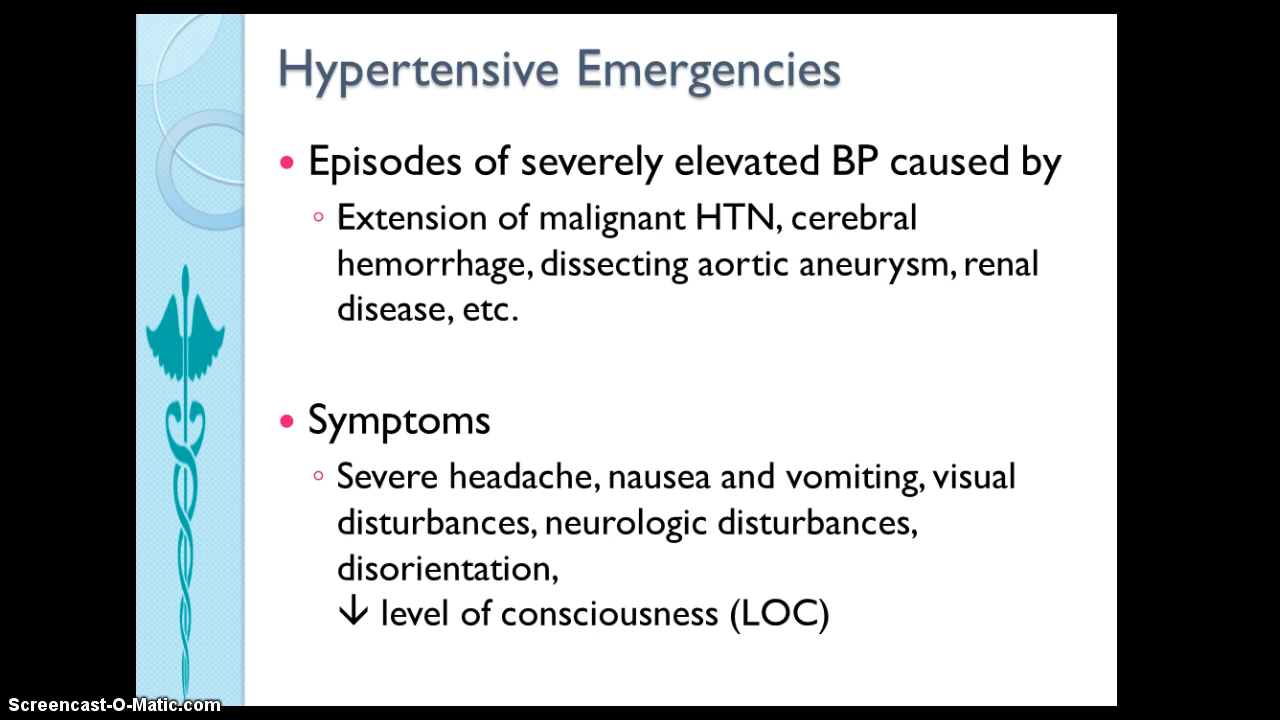 Hypertensive Emergencies
• Episodes of severely elevated BP caused by
◦ Extension of malignant HTN, cerebral
hemorrhage, dissecting aortic aneurysm, renal
disease, etc.
• Symptoms
◦ Severe headache, nausea and vomiting, visual
disturbances, neurologic disturbances,
disorientation,
↓ level of consciousness (LOC)
Screencast-O-Matic.com